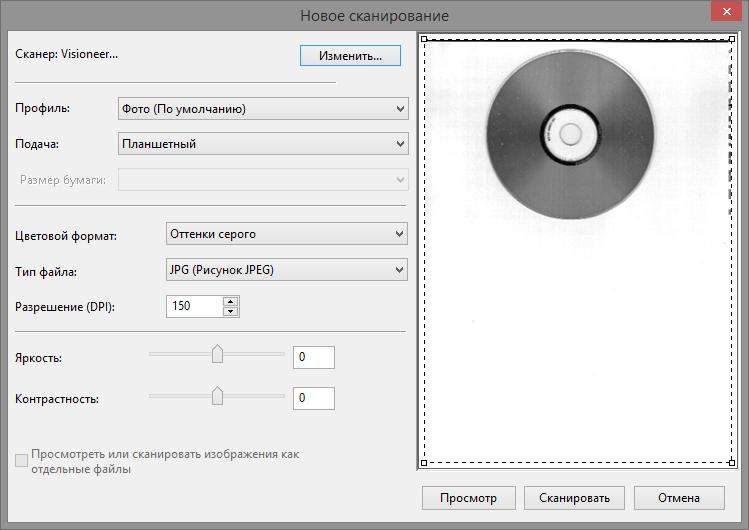 Новое сканирование
Сканер: Visioneer...
Изменить...
Профиль:
Фото (По умолчанию)
Подача:
Планшетный
Размер бумаги:
Цветовой формат:
Оттенки серого
Тип файла:
JPG (Рисунок JPEG)
Разрешение (DPI):
150
Яркость:
0
Контрастность:
0
Просмотреть или сканировать изображения как
отдельные файлы
Просмотр
Сканировать
Отмена